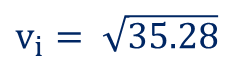 vᵢ = √35.28